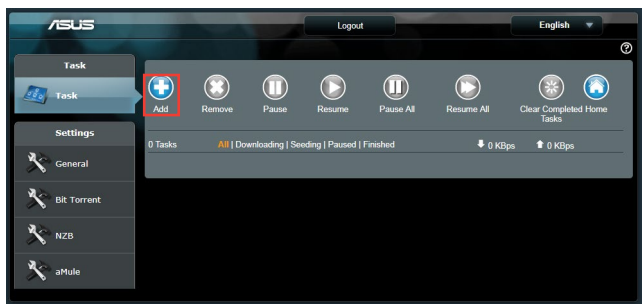 ASUS
Logout
English
?
Task
Task
Settings
General
Bit Torrent
NZB
aMule
Add
Remove
Pause
Resume
Pause All
Resume All
Clear Completed
Tasks
Home
0 Tasks
All | Downloading | Seeding | Paused | Finished
0 KBps
0 KBps